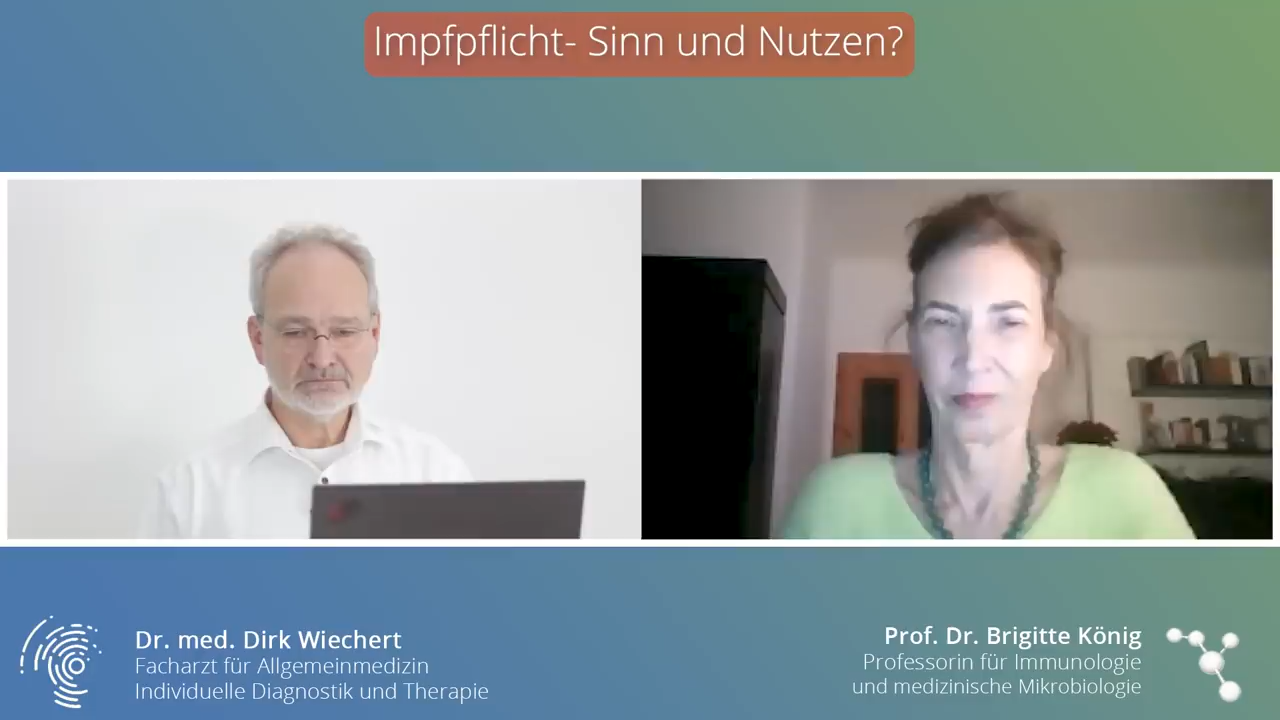 Impfpflicht- Sinn und Nutzen?
Dr. med. Dirk Wiechert
Facharzt für Allgemeinmedizin
Individuelle Diagnostik und Therapie
Prof. Dr. Brigitte König
Professorin für Immunologie
und medizinische Mikrobiologie